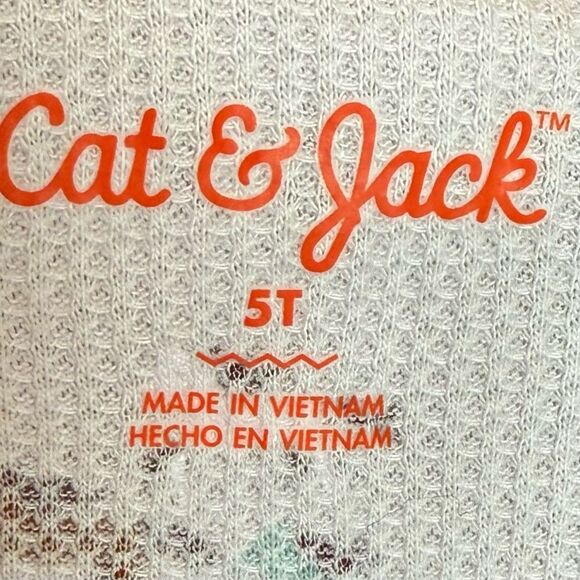 Cat & Jack™
5T
MADE IN VIETNAM
HECHO EN VIETNAM